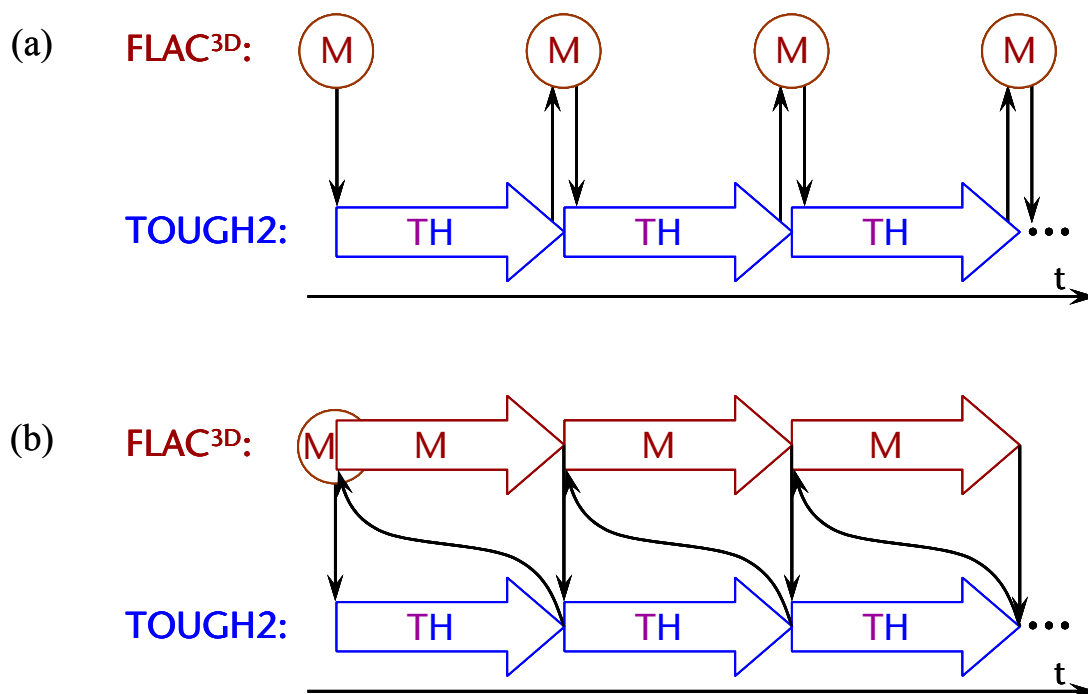 (a) FLAC3D: M M M M
TOUGH2: TH TH TH •••
t
(b) FLAC3D: M M M M
TOUGH2: TH TH TH •••
t